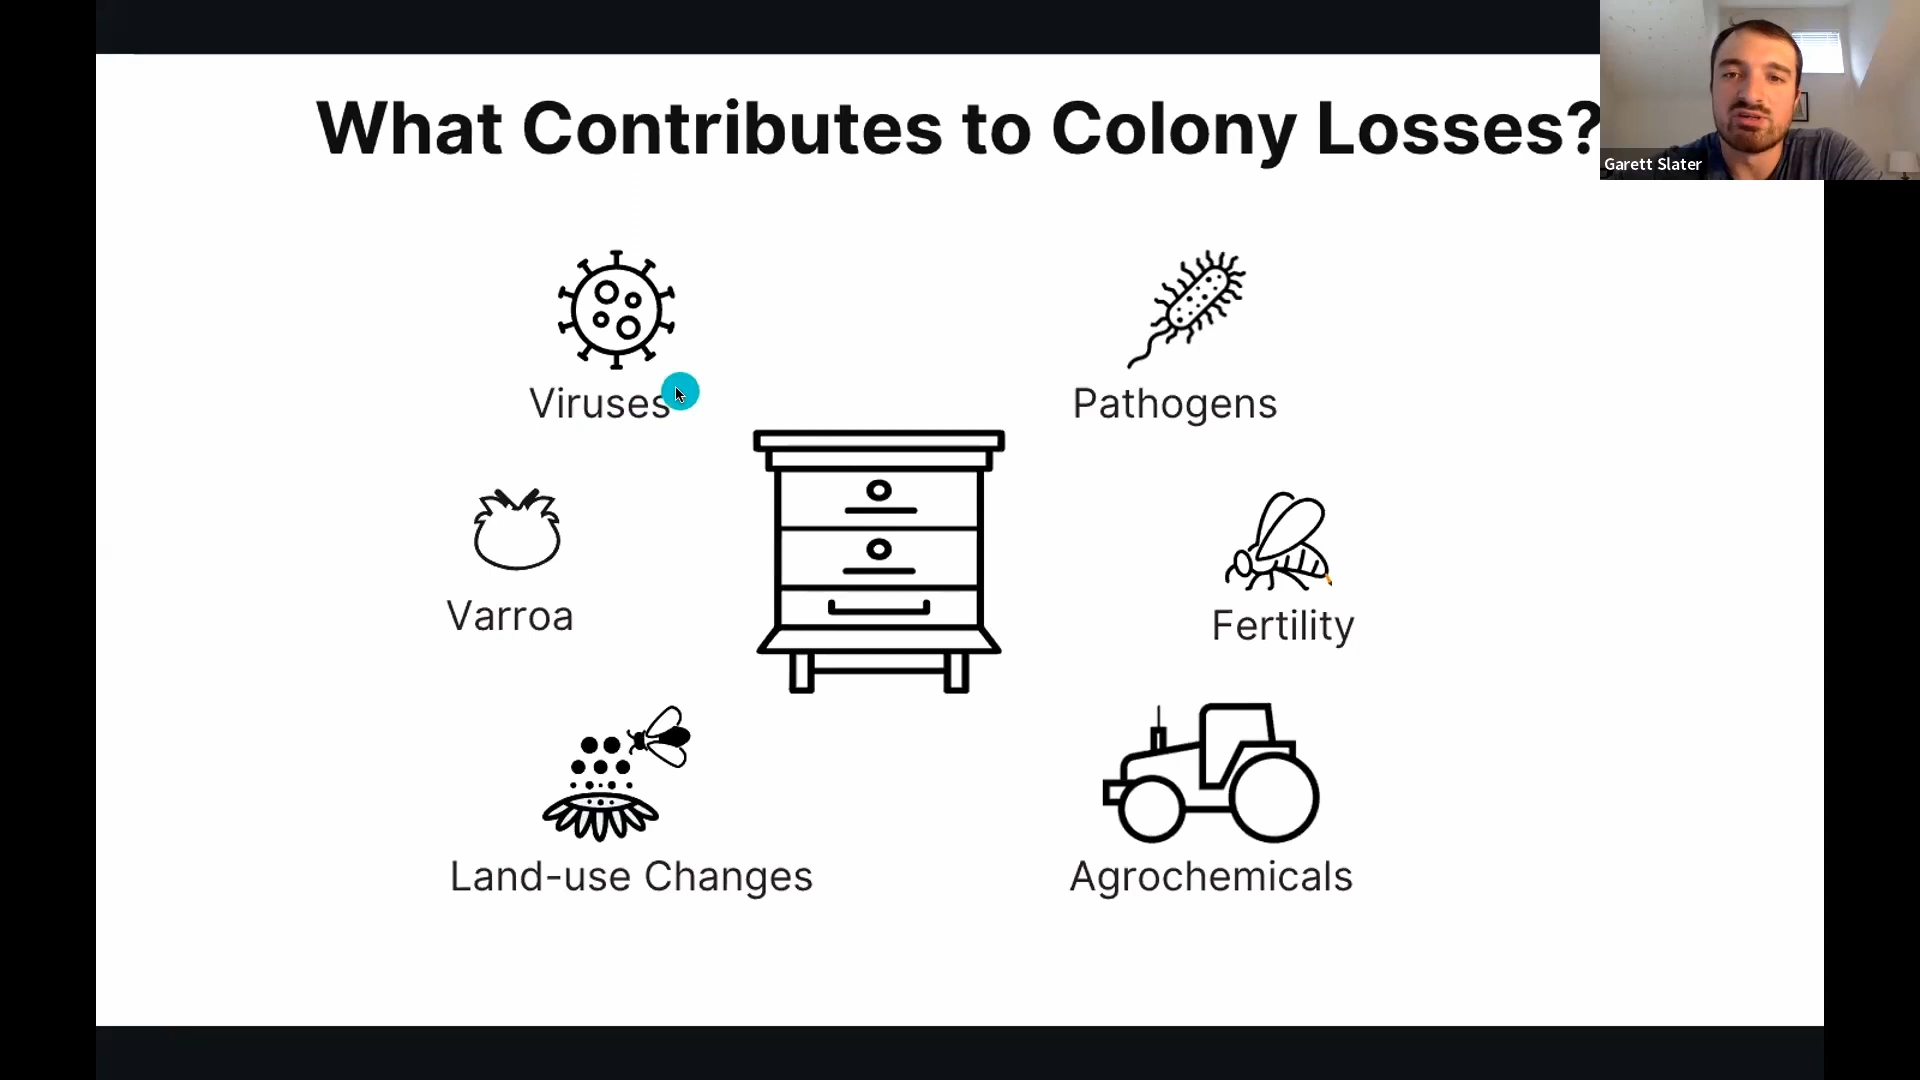 What Contributes to Colony Losses?
Garett Slater
Viruses
Pathogens
Varroa
Fertility
Land-use Changes
Agrochemicals